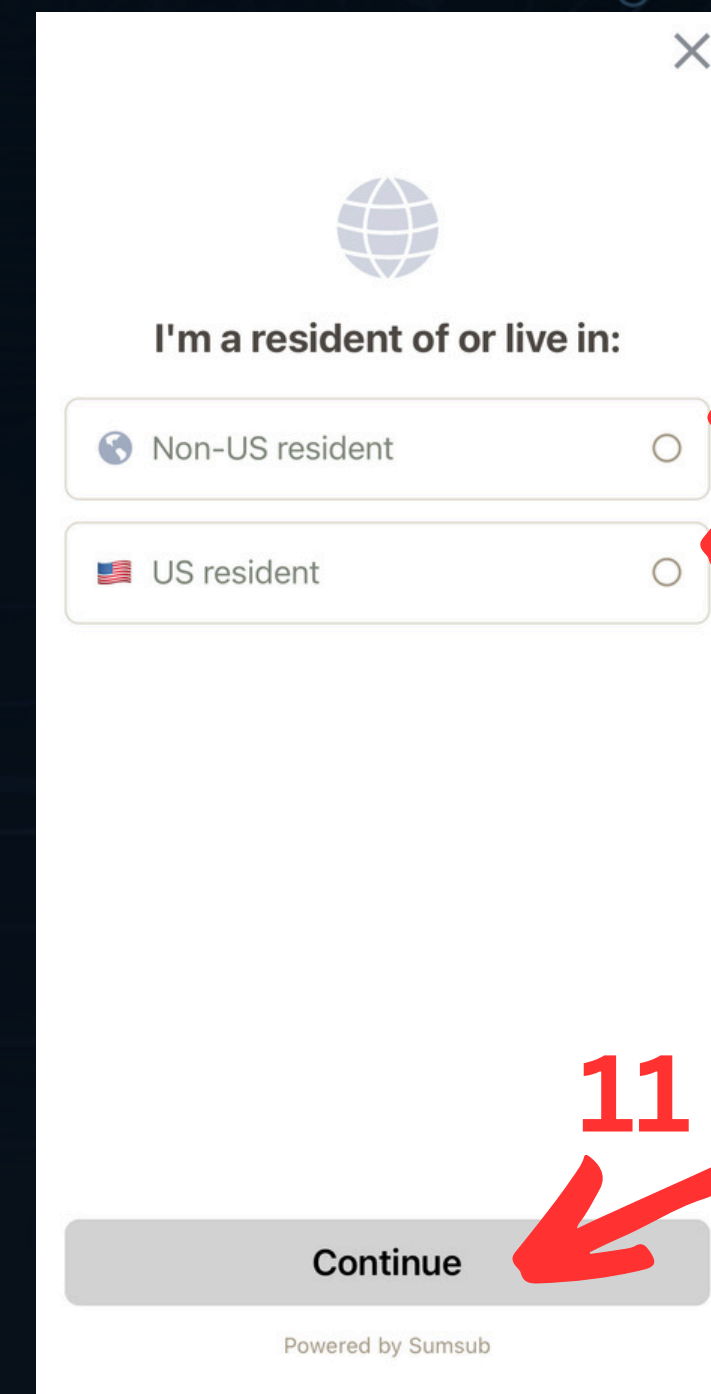 I'm a resident of or live in:
Non-US resident
US resident
11
Continue
Powered by Sumsub